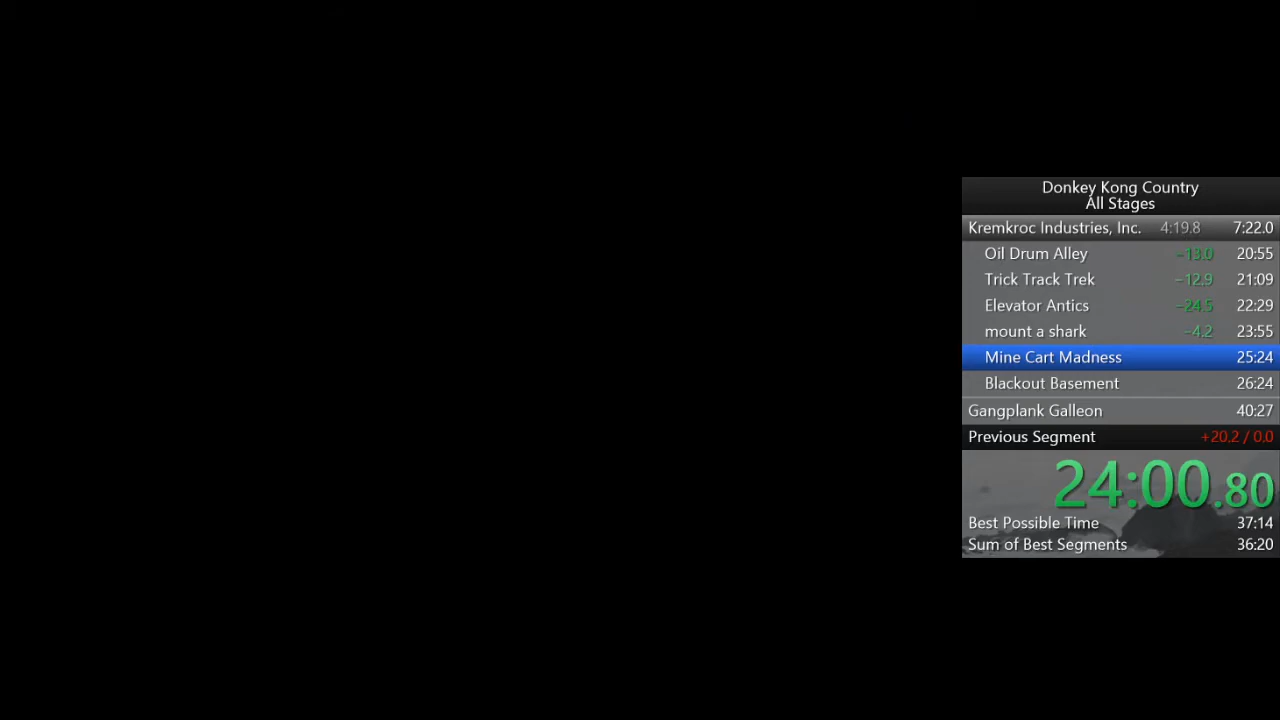 Donkey Kong Country
All Stages
Kremkroc Industries, Inc. 4:19.8 7:22.0
Oil Drum Alley −13.0 20:55
Trick Track Trek −12.9 21:09
Elevator Antics −24.5 22:29
mount a shark −4.2 23:55
Mine Cart Madness 25:24
Blackout Basement 26:24
Gangplank Galleon 40:27
Previous Segment +20.2 / 0.0
24:00.80
Best Possible Time 37:14
Sum of Best Segments 36:20